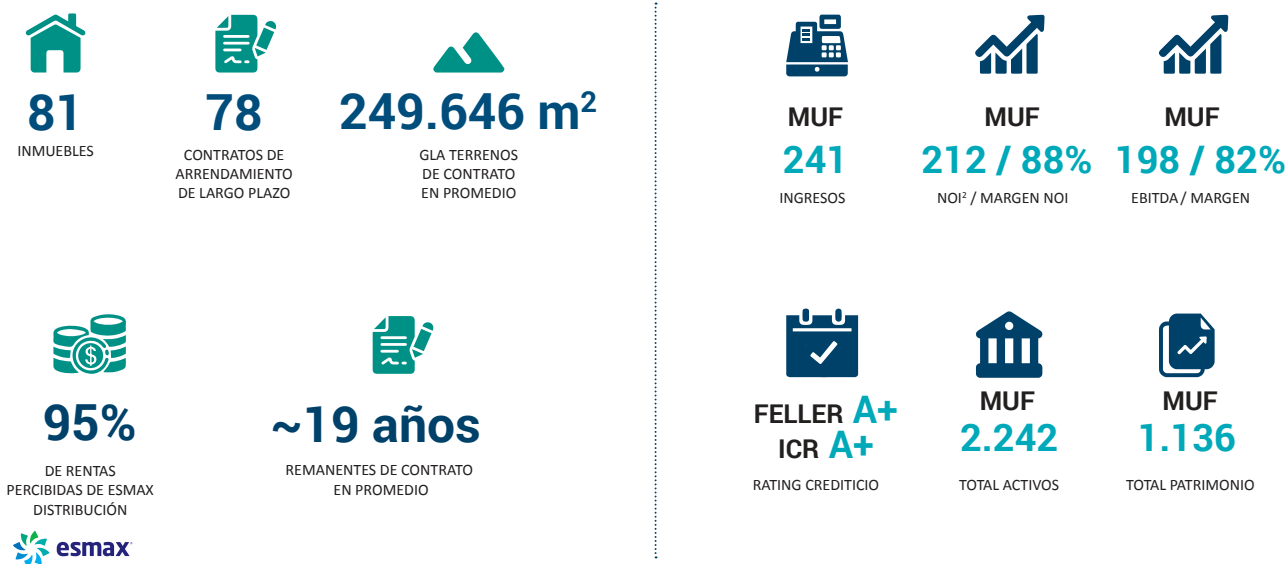 81
INMUEBLES
78
CONTRATOS DE
ARRENDAMIENTO
DE LARGO PLAZO
249.646 m²
GLA TERRENOS
DE CONTRATO
EN PROMEDIO
95%
DE RENTAS
PERCIBIDAS DE ESMAX
DISTRIBUCIÓN
esmax
~19 años
REMANENTES DE CONTRATO
EN PROMEDIO
MUF
241
INGRESOS
MUF
212 / 88%
NOI² / MARGEN NOI
MUF
198 / 82%
EBITDA / MARGEN
FELLER A+
ICR A+
RATING CREDITICIO
MUF
2.242
TOTAL ACTIVOS
MUF
1.136
TOTAL PATRIMONIO